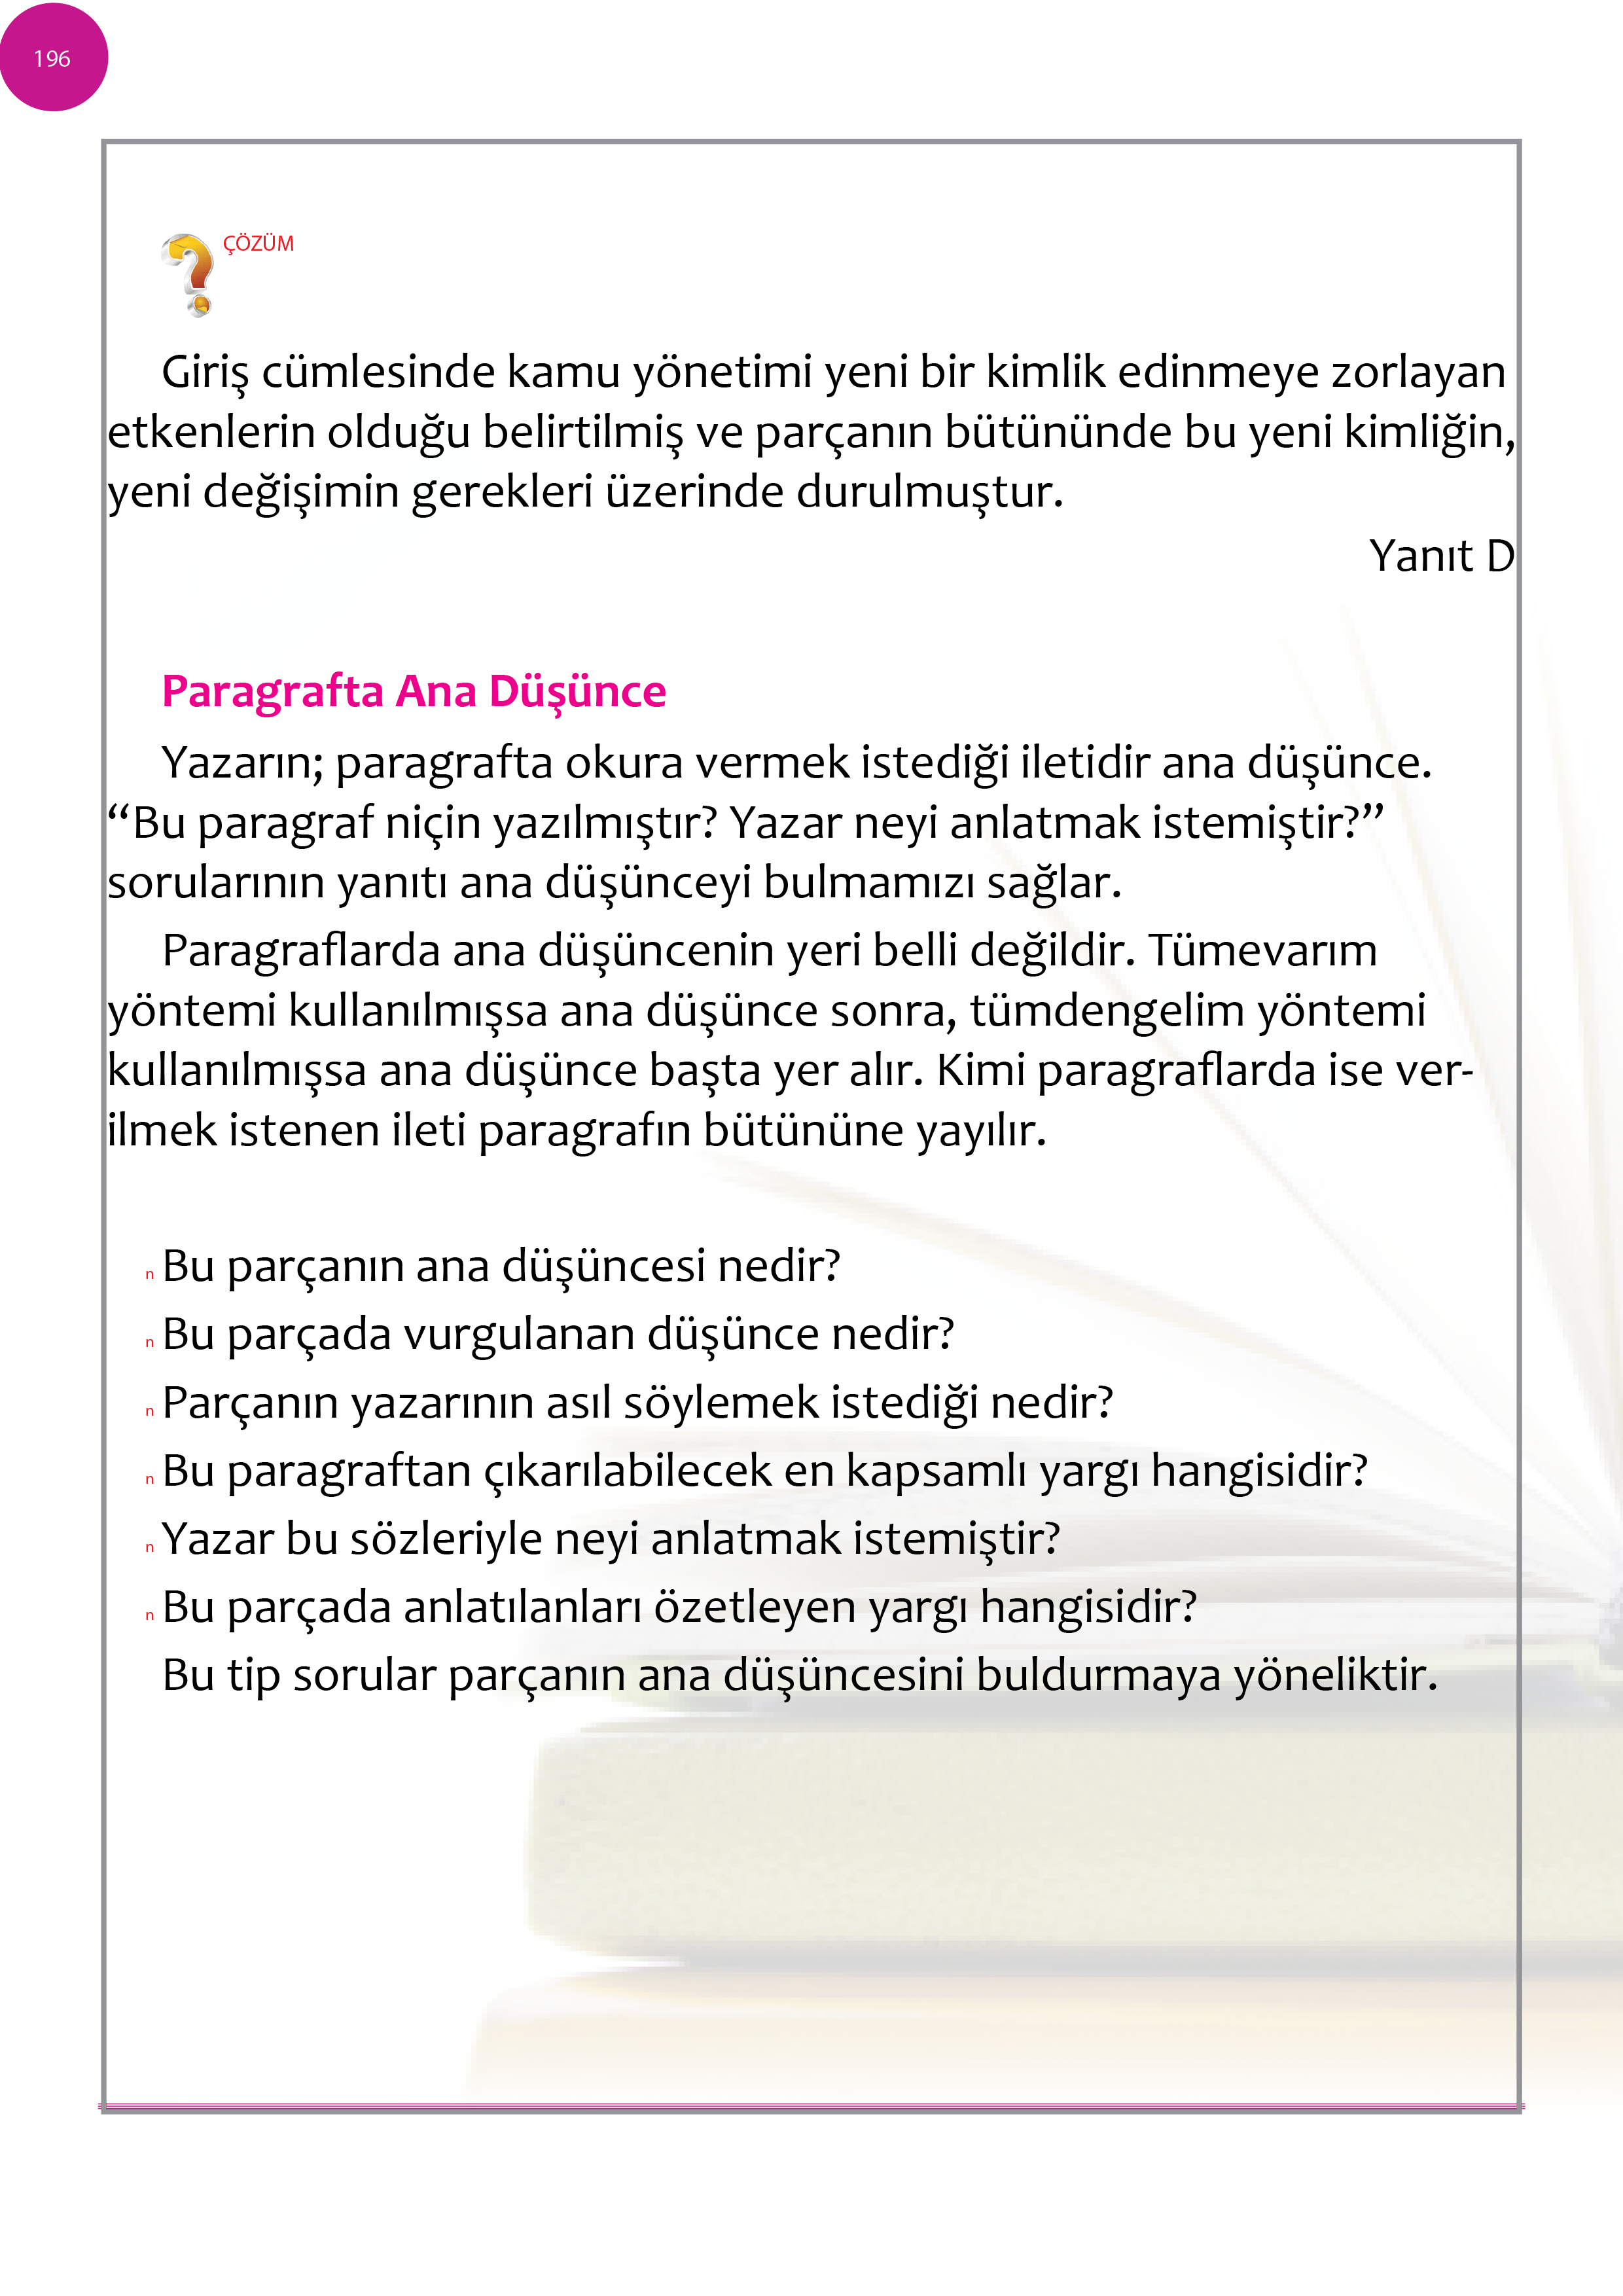 196
ÇÖZÜM
Giriş cümlesinde kamu yönetimi yeni bir kimlik edinmeye zorlayan
etkenlerin olduğu belirtilmiş ve parçanın bütününde bu yeni kimliğin,
yeni değişimin gerekleri üzerinde durulmuştur.
Yanıt D
Paragrafta Ana Düşünce
Yazarın; paragrafta okura vermek istediği iletidir ana düşünce.
“Bu paragraf niçin yazılmıştır? Yazar neyi anlatmak istemiştir?”
sorularının yanıtı ana düşünceyi bulmamızı sağlar.
Paragraflarda ana düşüncenin yeri belli değildir. Tümevarım
yöntemi kullanılmışsa ana düşünce sonra, tümdengelim yöntemi
kullanılmışsa ana düşünce başta yer alır. Kimi paragraflarda ise ver-
ilmek istenen ileti paragrafın bütününe yayılır.
n Bu parçanın ana düşüncesi nedir?
n Bu parçada vurgulanan düşünce nedir?
n Parçanın yazarının asıl söylemek istediği nedir?
n Bu paragraftan çıkarılabilecek en kapsamlı yargı hangisidir?
n Yazar bu sözleriyle neyi anlatmak istemiştir?
n Bu parçada anlatılanları özetleyen yargı hangisidir?
Bu tip sorular parçanın ana düşüncesini buldurmaya yöneliktir.